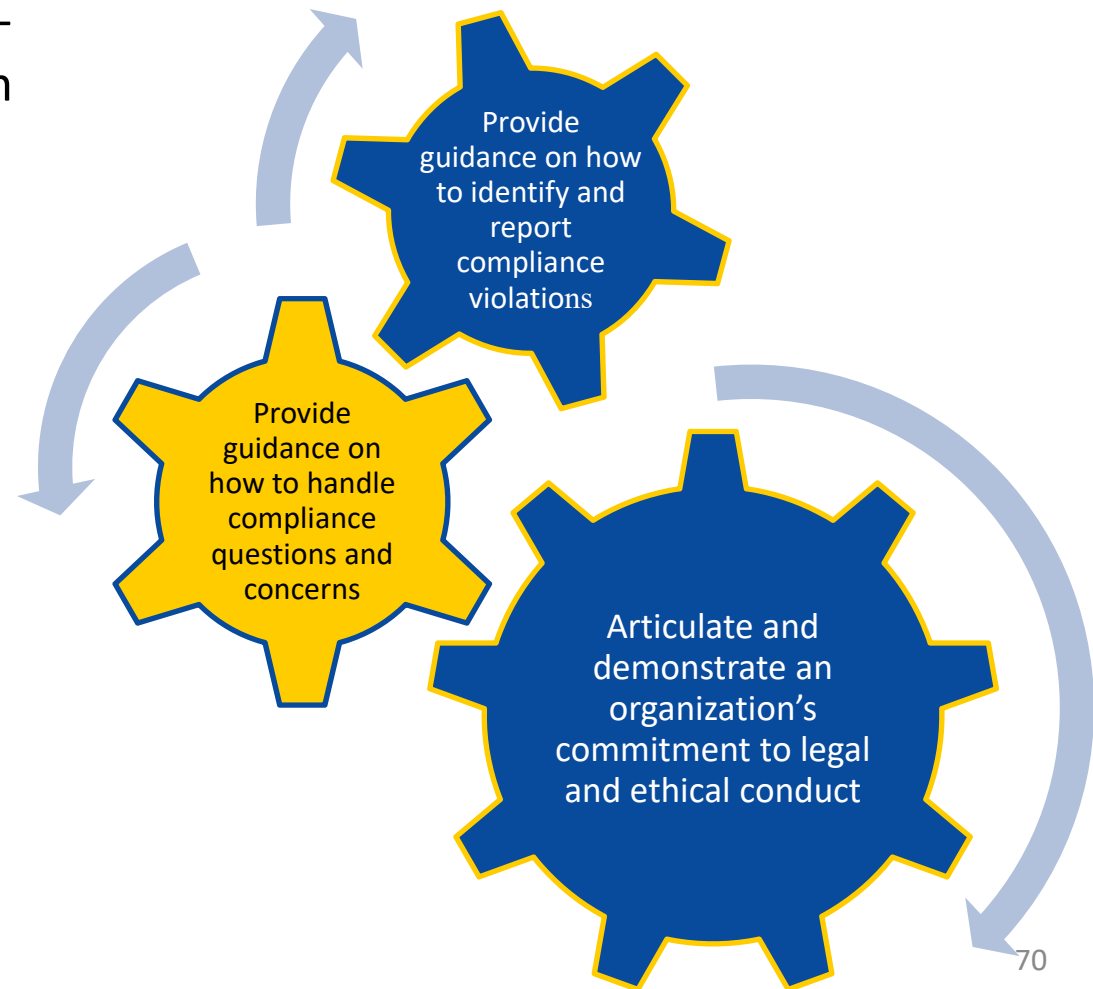 Provide
guidance on how
to identify and
report
compliance
violations
Provide
guidance on
how to handle
compliance
questions and
concerns
Articulate and
demonstrate an
organization’s
commitment to legal
and ethical conduct
70